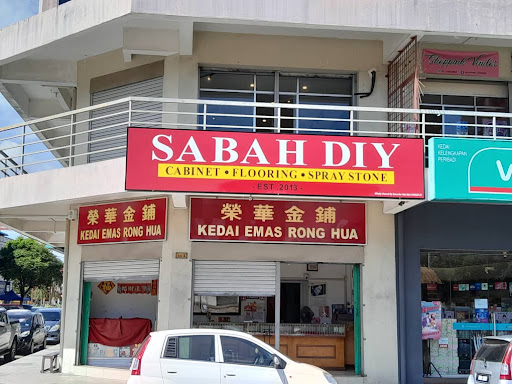 SABAH DIY
CABINET • FLOORING • SPRAY STONE
- EST 2013 -
榮華金鋪
KEDAI EMAS RONG HUA
榮華金鋪
KEDAI EMAS RONG HUA
KEDAI
KELENGKAPAN
PERIBADI